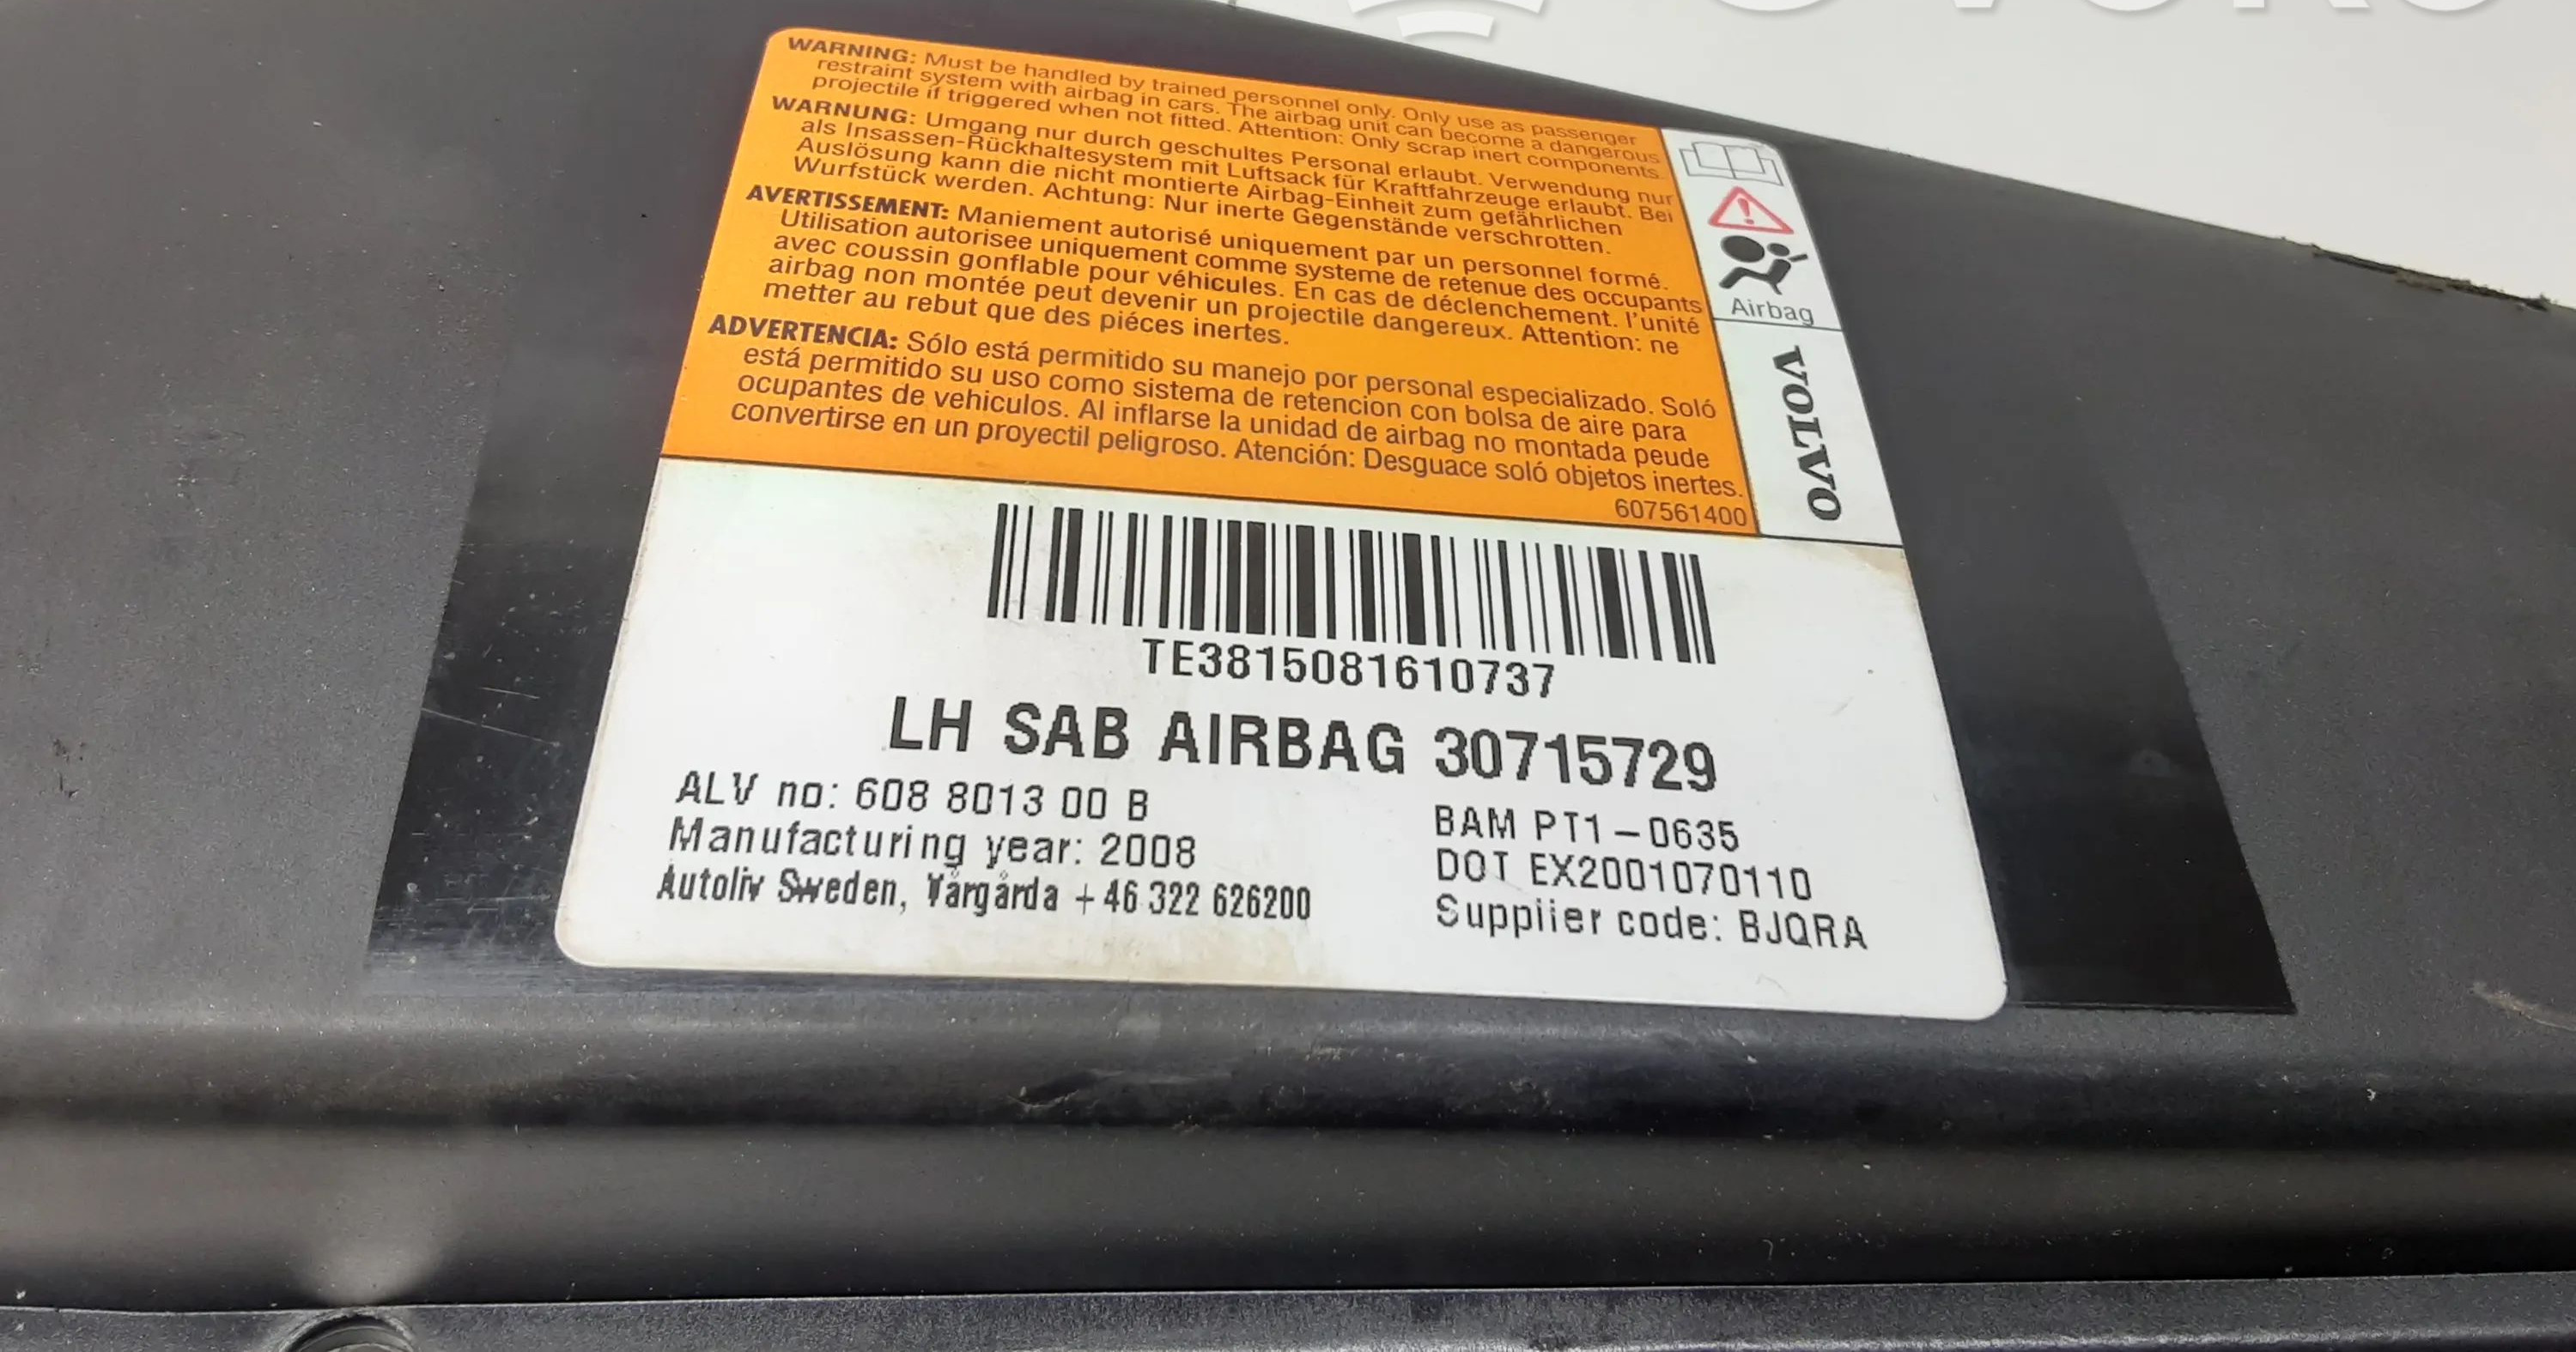 WARNING: Must be handled by trained personnel only. Only use as passenger
restraint system with airbag in cars. The airbag unit can become a dangerous
projectile if triggered when not fitted. Attention: Only scrap inert components.
WARNUNG: Umgang nur durch geschultes Personal erlaubt. Verwendung nur
als Insassen-Rückhaltesystem mit Luftsack für Kraftfahrzeuge erlaubt. Bei
Auslösung kann die nicht montierte Airbag-Einheit zum gefährlichen
Wurfstück werden. Achtung: Nur inerte Gegenstände verschrotten.
AVERTISSEMENT: Maniement autorisé uniquement par un personnel formé.
Utilisation autorisee uniquement comme systeme de retenue des occupants
avec coussin gonflable pour véhicules. En cas de déclenchement. l'unité
airbag non montée peut devenir un projectile dangereux. Attention: ne
metter au rebut que des piéces inertes.
ADVERTENCIA: Sólo está permitido su manejo por personal especializado. Soló
está permitido su uso como sistema de retencion con bolsa de aire para
ocupantes de vehiculos. Al inflarse la unidad de airbag no montada peude
convertirse en un proyectil peligroso. Atención: Desguace soló objetos inertes.
607561400
Airbag
VOLVO
TE3815081610737
LH SAB AIRBAG 30715729
ALV no: 608 8013 00 B
Manufacturing year: 2008
Autoliv Sweden, Vårgårda +46 322 626200
BAM PT1-0635
DOT EX2001070110
Supplier code: BJQRA